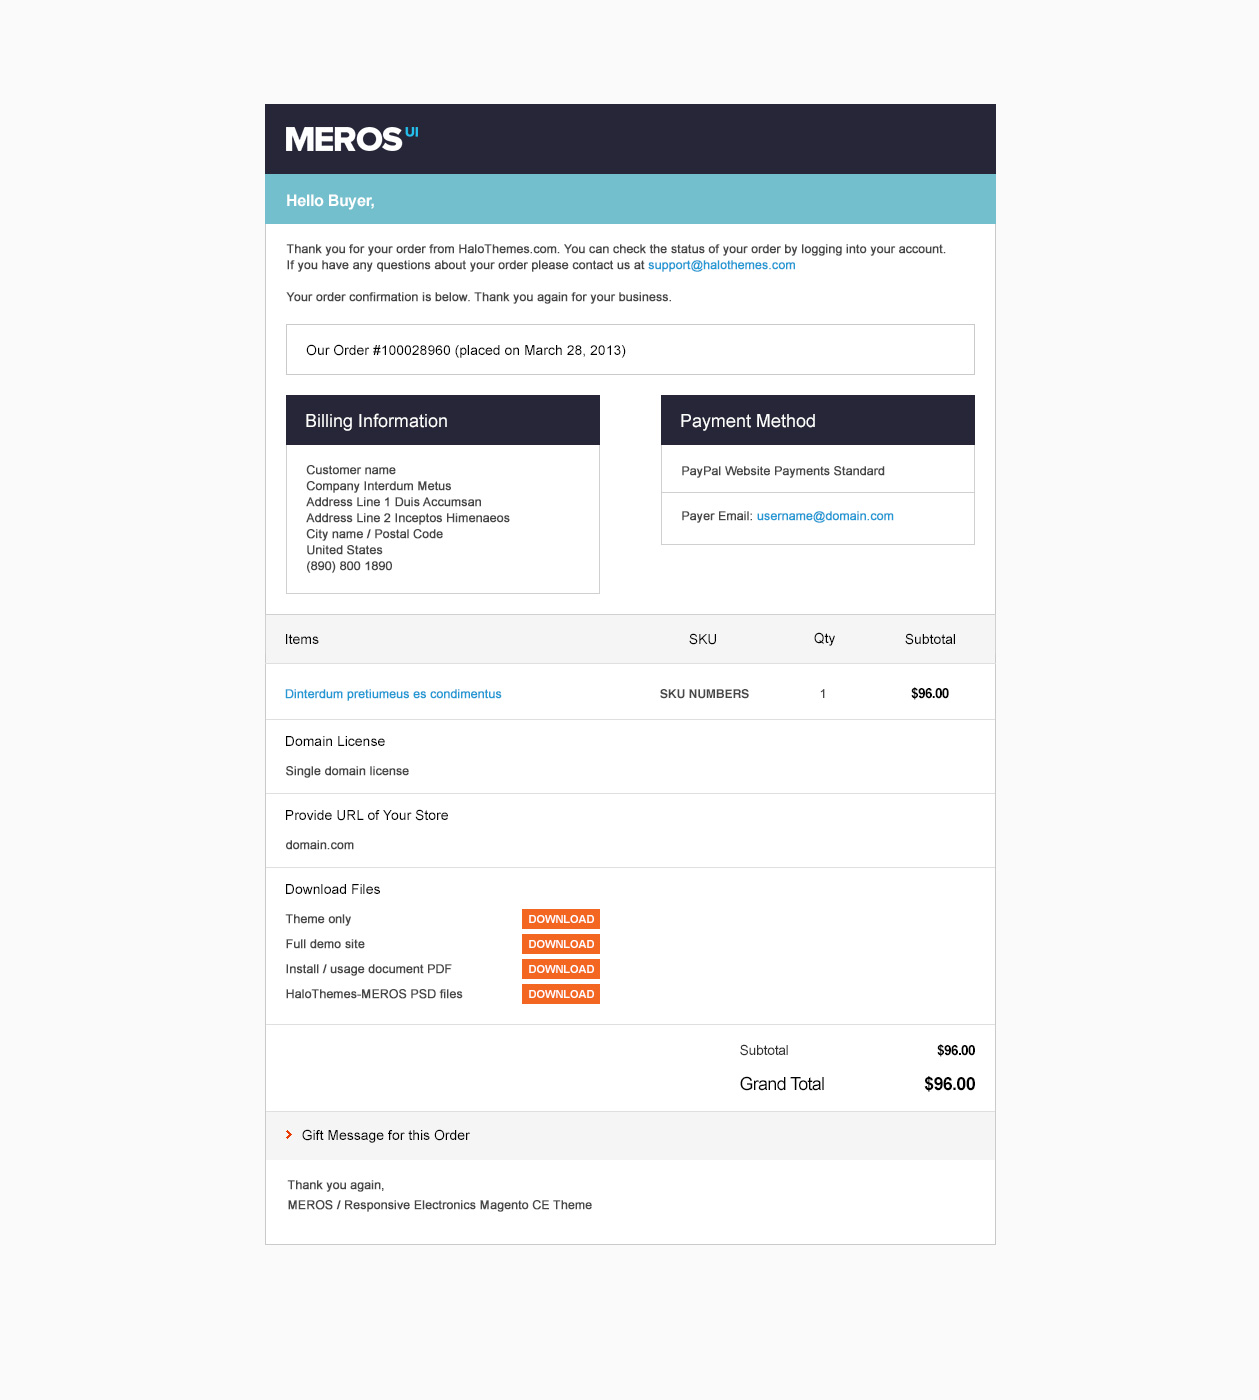 MEROS UI
Hello Buyer,
Thank you for your order from HaloThemes.com. You can check the status of your order by logging into your account.
If you have any questions about your order please contact us at support@halothemes.com
Your order confirmation is below. Thank you again for your business.
Our Order #100028960 (placed on March 28, 2013)
Billing Information
Customer name
Company Interdum Metus
Address Line 1 Duis Accumsan
Address Line 2 Inceptos Himenaeos
City name / Postal Code
United States
(890) 800 1890
Payment Method
PayPal Website Payments Standard
Payer Email: username@domain.com
Items SKU Qty Subtotal
Dinterdum pretiumeus es condimentus SKU NUMBERS 1 $96.00
Domain License
Single domain license
Provide URL of Your Store
domain.com
Download Files
Theme only DOWNLOAD
Full demo site DOWNLOAD
Install / usage document PDF DOWNLOAD
HaloThemes-MEROS PSD files DOWNLOAD
Subtotal $96.00
Grand Total $96.00
Gift Message for this Order
Thank you again,
MEROS / Responsive Electronics Magento CE Theme